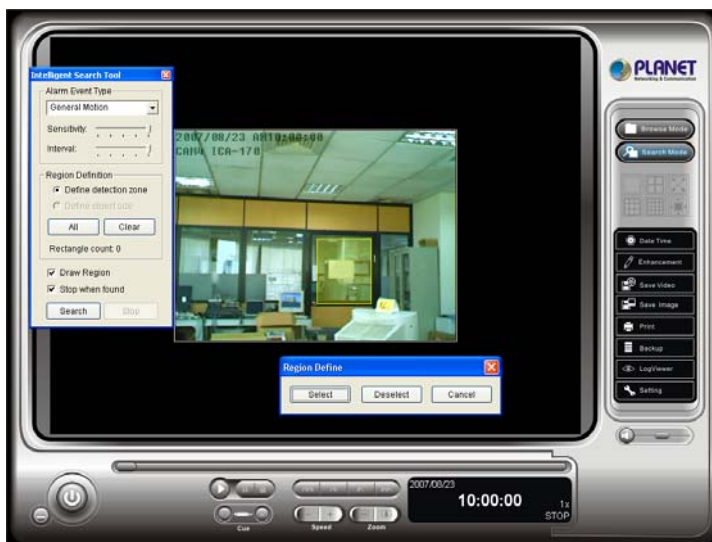 PLANET
Networking & Communication
Intelligent Search Tool
Alarm Event Type
General Motion
Sensitivity:
Interval:
Region Definition
Define detection zone
Define object size
All
Clear
Rectangle count: 0
Draw Region
Stop when found
Search
Stop
2007/08/23 AM10:00:00
CAM4 ICA-170
Region Define
Select
Deselect
Cancel
Browse Mode
Search Mode
Date Time
Enhancement
Save Video
Save Image
Print
Backup
LogViewer
Setting
Cue
Speed
Zoom
2007/08/23
10:00:00
1x
STOP